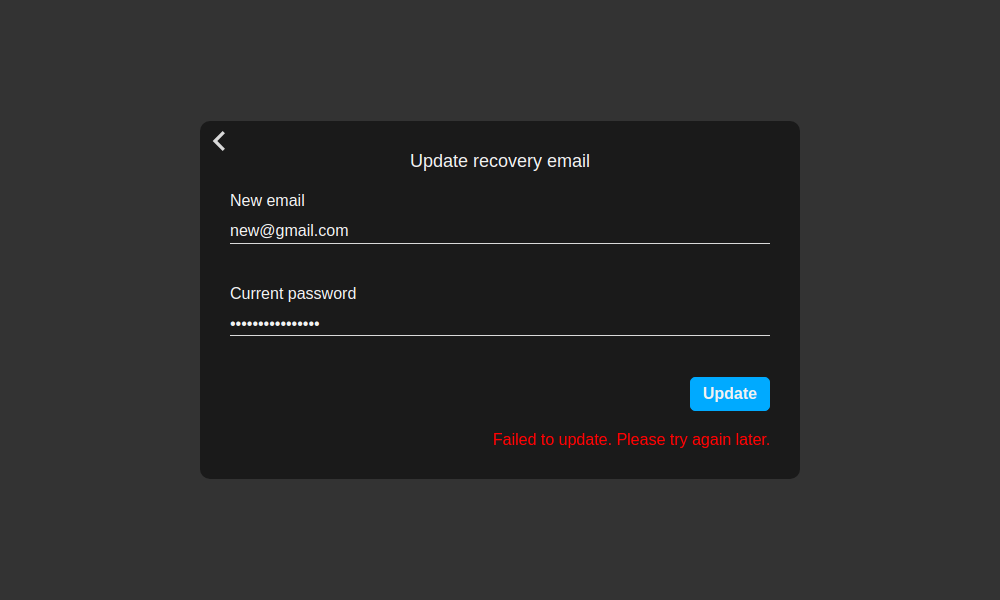 Update recovery email
New email
new@gmail.com
Current password
••••••••••••••••
Update
Failed to update. Please try again later.